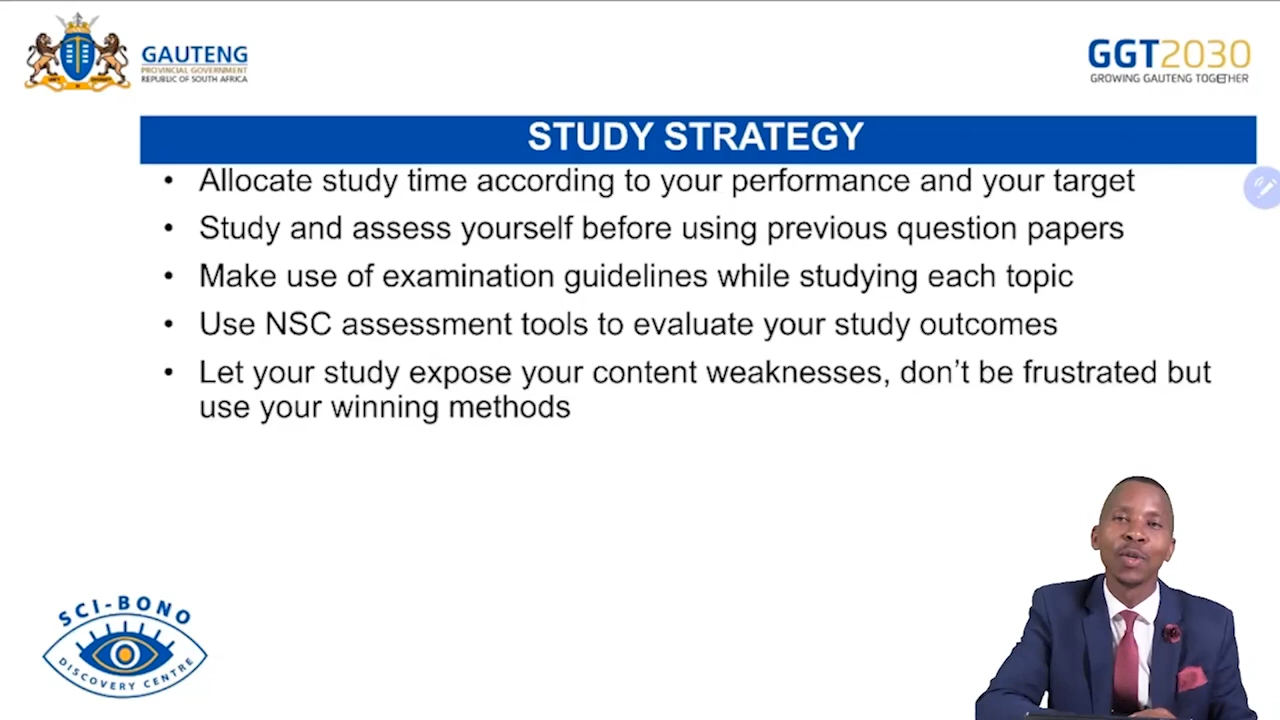 GAUTENG
PROVINCIAL GOVERNMENT
REPUBLIC OF SOUTH AFRICA
GGT2030
GROWING GAUTENG TOGETHER
STUDY STRATEGY
• Allocate study time according to your performance and your target
• Study and assess yourself before using previous question papers
• Make use of examination guidelines while studying each topic
• Use NSC assessment tools to evaluate your study outcomes
• Let your study expose your content weaknesses, don’t be frustrated but
use your winning methods
SCI-BONO
DISCOVERY CENTRE